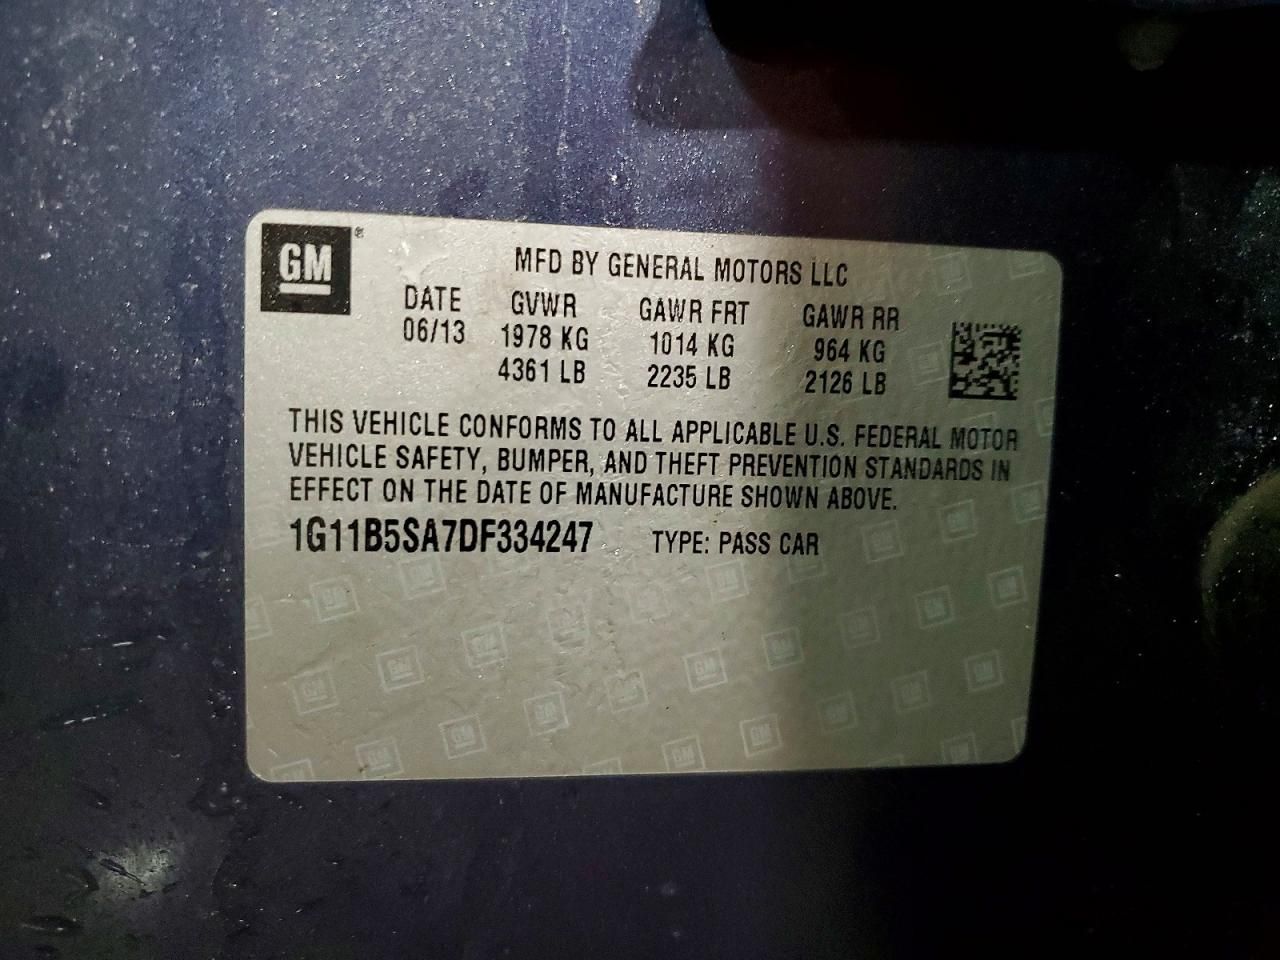 GM®
MFD BY GENERAL MOTORS LLC
DATE GVWR GAWR FRT GAWR RR
06/13 1978 KG 1014 KG 964 KG
4361 LB 2235 LB 2126 LB
THIS VEHICLE CONFORMS TO ALL APPLICABLE U.S. FEDERAL MOTOR
VEHICLE SAFETY, BUMPER, AND THEFT PREVENTION STANDARDS IN
EFFECT ON THE DATE OF MANUFACTURE SHOWN ABOVE.
1G11B5SA7DF334247 TYPE: PASS CAR